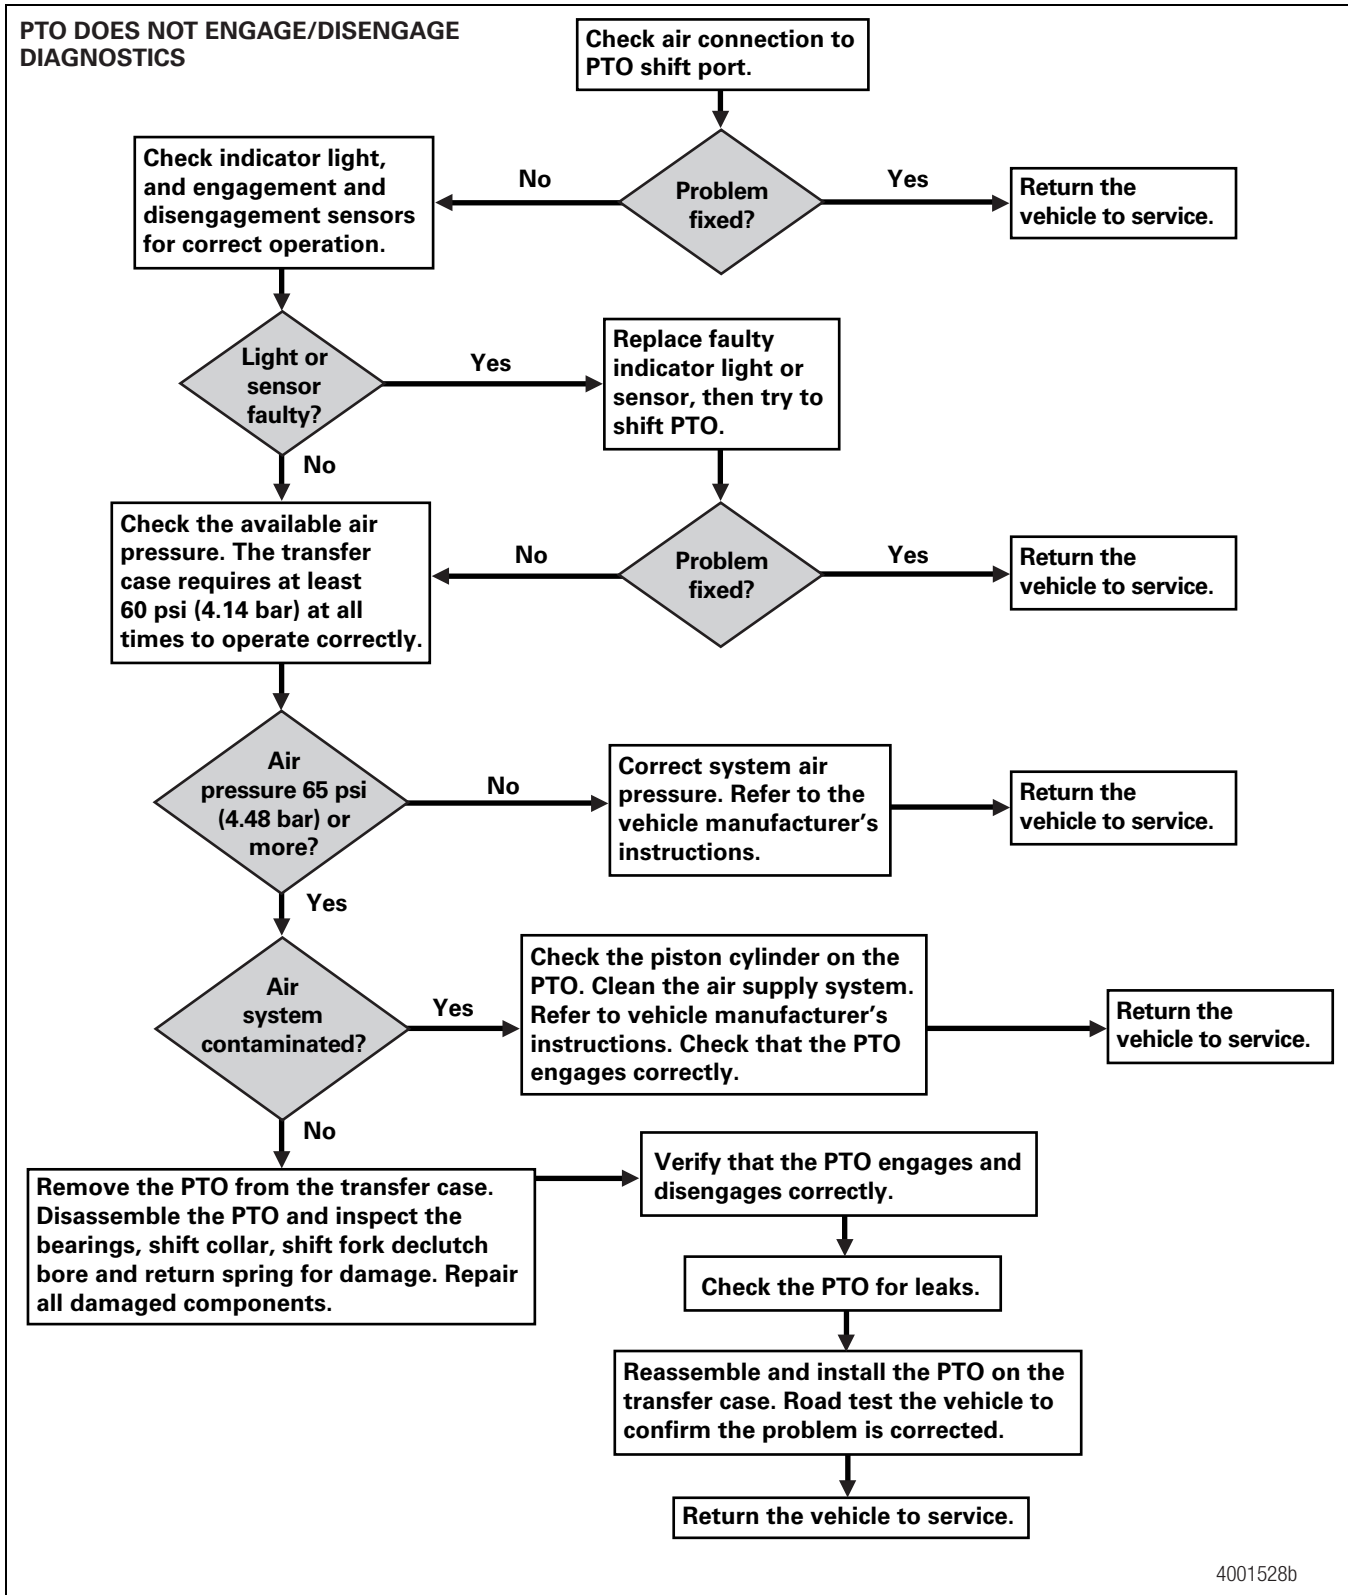 PTO DOES NOT ENGAGE/DISENGAGE
DIAGNOSTICS
Check air connection to
PTO shift port.
Problem
fixed?
Yes
Return the
vehicle to service.
No
Check indicator light,
and engagement and
disengagement sensors
for correct operation.
Light or
sensor
faulty?
Yes
Replace faulty
indicator light or
sensor, then try to
shift PTO.
Problem
fixed?
Yes
Return the
vehicle to service.
No
No
Check the available air
pressure. The transfer
case requires at least
60 psi (4.14 bar) at all
times to operate correctly.
Air
pressure 65 psi
(4.48 bar) or
more?
No
Correct system air
pressure. Refer to the
vehicle manufacturer's
instructions.
Return the
vehicle to service.
Yes
Air
system
contaminated?
Yes
Check the piston cylinder on the
PTO. Clean the air supply system.
Refer to vehicle manufacturer's
instructions. Check that the PTO
engages correctly.
Return the
vehicle to service.
No
Remove the PTO from the transfer case.
Disassemble the PTO and inspect the
bearings, shift collar, shift fork declutch
bore and return spring for damage. Repair
all damaged components.
Verify that the PTO engages and
disengages correctly.
Check the PTO for leaks.
Reassemble and install the PTO on the
transfer case. Road test the vehicle to
confirm the problem is corrected.
Return the vehicle to service.
4001528b